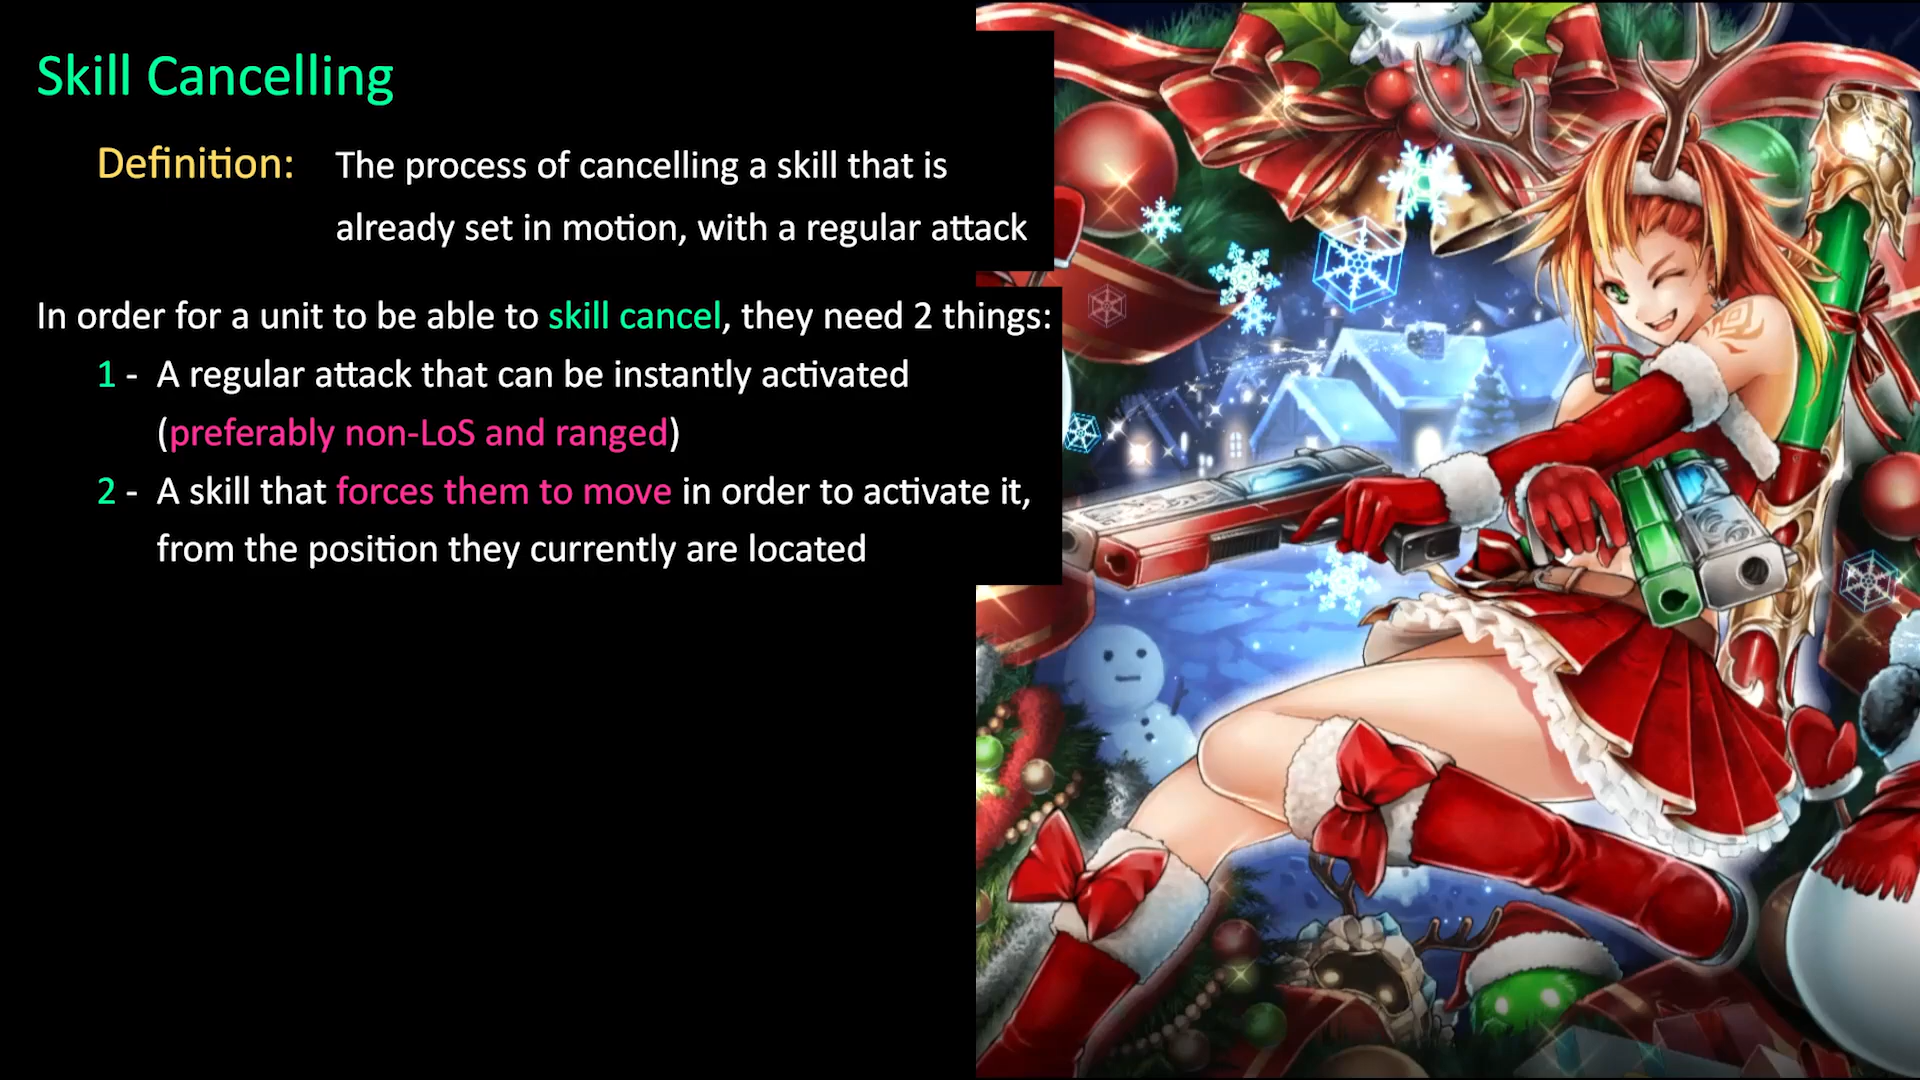 Skill Cancelling
Definition: The process of cancelling a skill that is
already set in motion, with a regular attack
In order for a unit to be able to skill cancel, they need 2 things:
1 - A regular attack that can be instantly activated
(preferably non-LoS and ranged)
2 - A skill that forces them to move in order to activate it,
from the position they currently are located